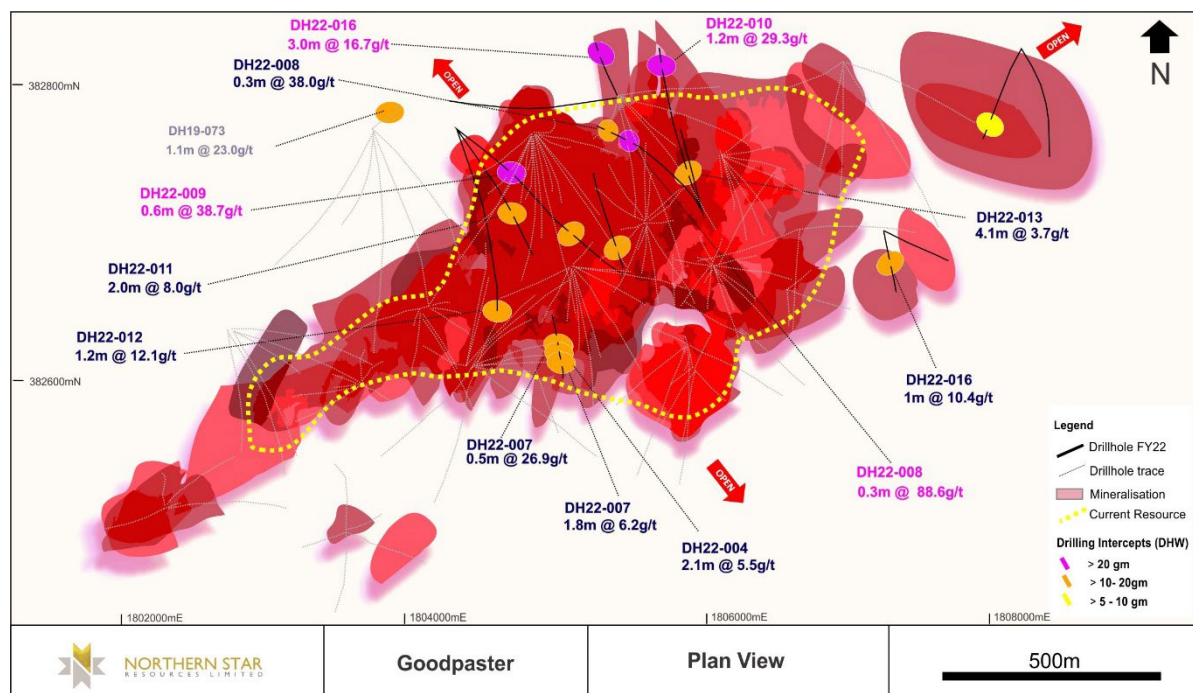 DH22-016
3.0m @ 16.7g/t
DH22-010
1.2m @ 29.3g/t
OPEN
N
DH22-008
0.3m @ 38.0g/t
OPEN
382800mN
DH19-073
1.1m @ 23.0g/t
DH22-009
0.6m @ 38.7g/t
DH22-013
4.1m @ 3.7g/t
DH22-011
2.0m @ 8.0g/t
DH22-012
1.2m @ 12.1g/t
DH22-016
1m @ 10.4g/t
382600mN
DH22-007
0.5m @ 26.9g/t
DH22-007
1.8m @ 6.2g/t
DH22-004
2.1m @ 5.5g/t
OPEN
DH22-008
0.3m @ 88.6g/t
Legend
Drillhole FY22
Drillhole trace
Mineralisation
Current Resource
Drilling Intercepts (DHW)
> 20 gm
> 10- 20gm
> 5 - 10 gm
1802000mE
1804000mE
1806000mE
1808000mE
NORTHERN STAR
RESOURCES LIMITED
Goodpaster
Plan View
500m